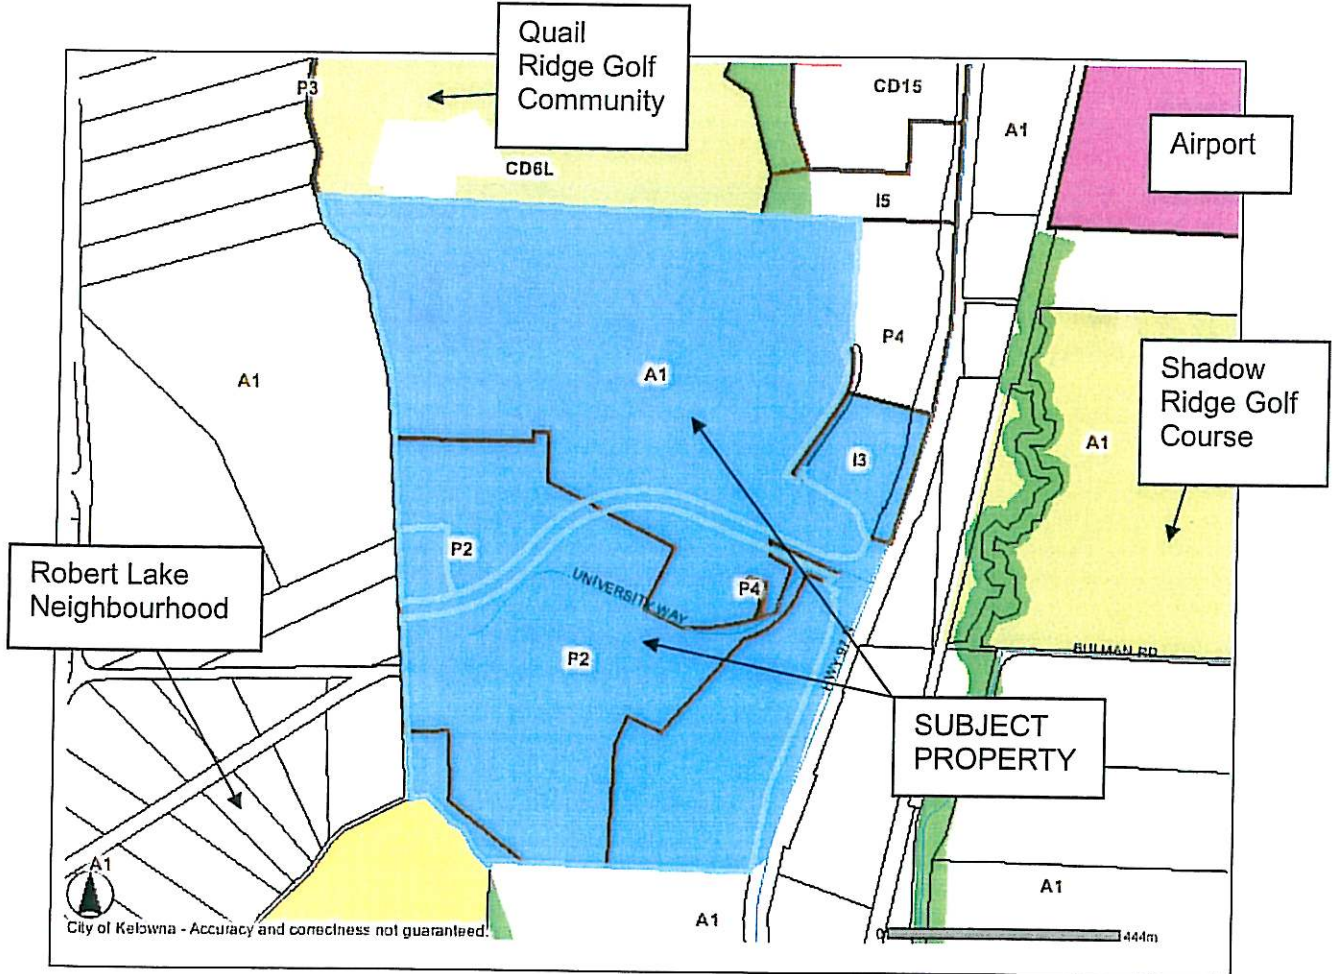 Quail
Ridge Golf
Community
P3
CD15
A1
Airport
CD6L
I5
P4
A1
A1
Shadow
Ridge Golf
Course
A1
I3
P2
Robert Lake
Neighbourhood
UNIVERSITY WAY
P4
P2
HWY 97 N
BULMAN RD
SUBJECT
PROPERTY
A1
A1
A1
City of Kelowna - Accuracy and correctness not guaranteed!
0
444m